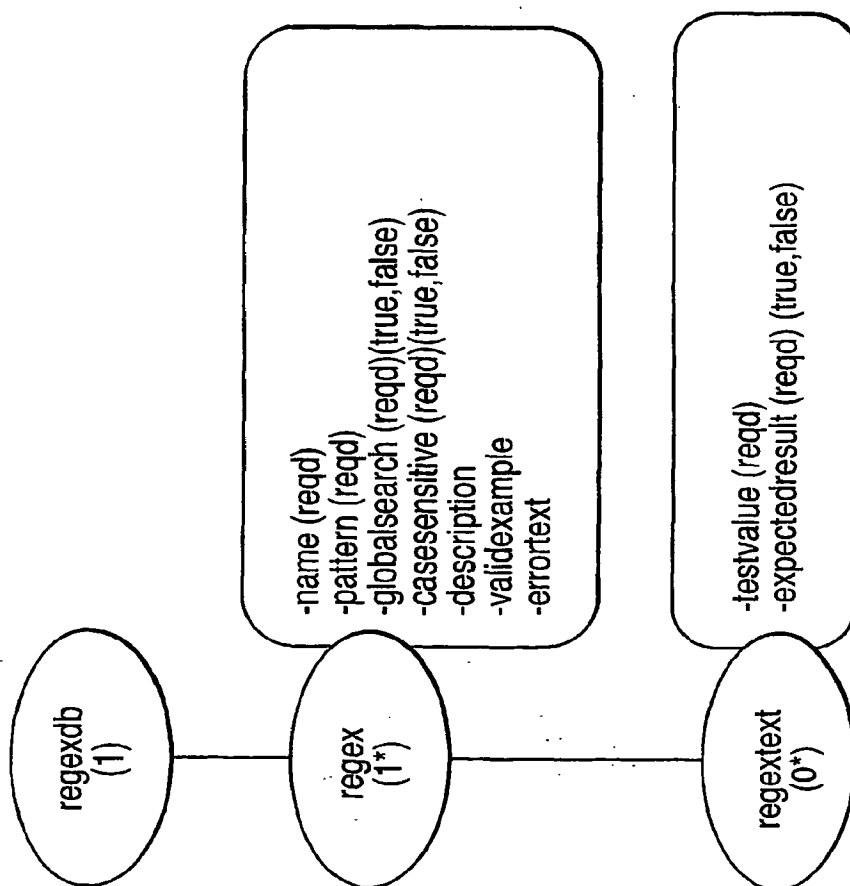 regexdb
(1)
regex
(1*)
-name (reqd)
-pattern (reqd)
-globalsearch (reqd)(true,false)
-casesensitive (reqd)(true,false)
-description
-validexample
-errortext
regextext
(0*)
-testvalue (reqd)
-expectedresult (reqd) (true,false)